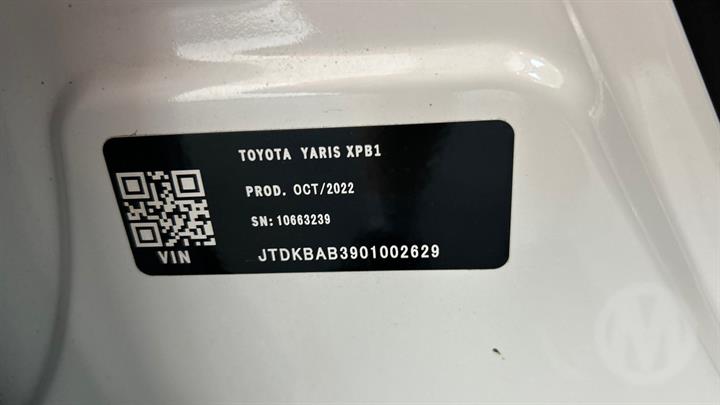 TOYOTA YARIS XPB1
PROD. OCT/2022
SN: 10663239
VIN
JTDKBAB3901002629
M